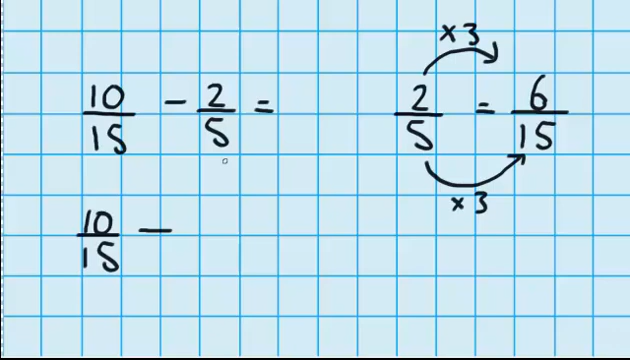 10/15 - 2/5 =
10/15 -
×3
2/5 = 6/15
×3